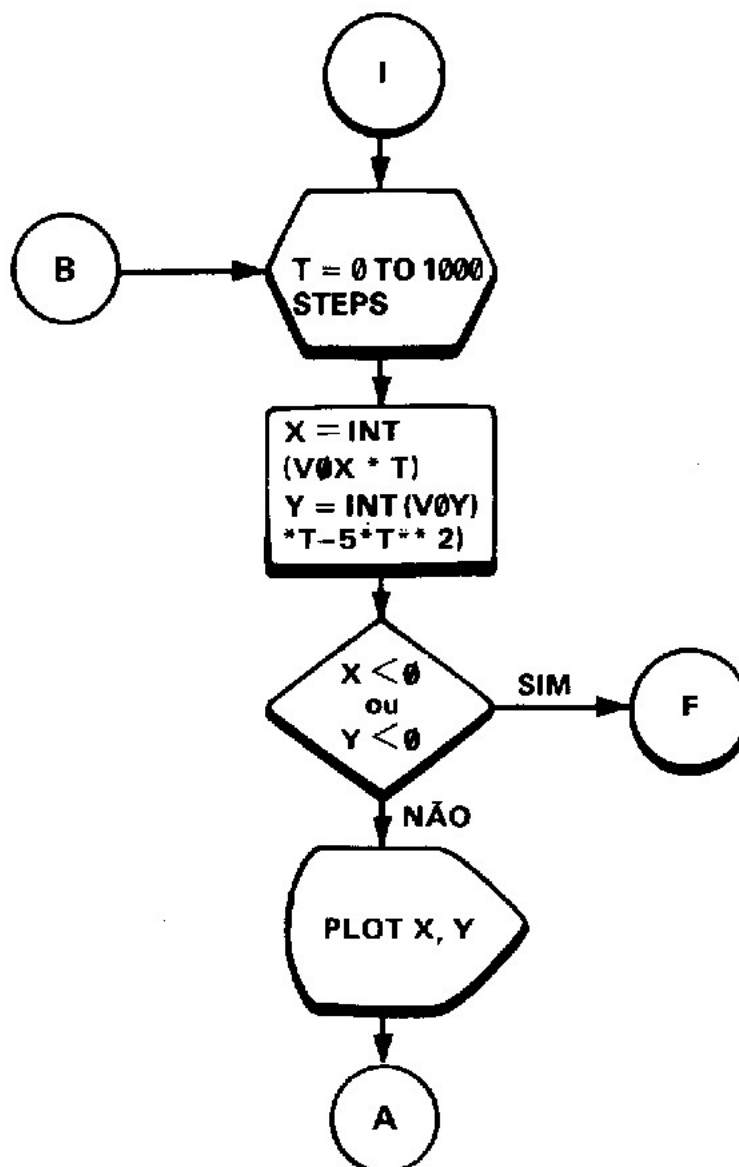 I
B
T = 0 TO 1000
STEPS
X = INT
(V0X * T)
Y = INT (V0Y)
*T-5*T** 2)
X <0
ou
Y <0
SIM
F
NÃO
PLOT X, Y
A